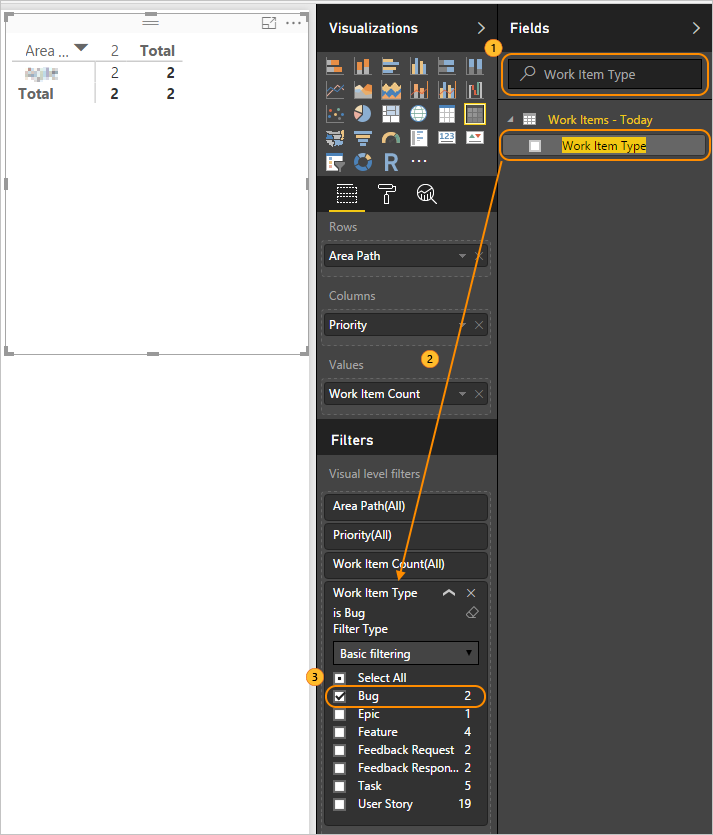 Area ... 2 Total
2 2
Total 2 2
Visualizations
R
123
Rows
Area Path
Columns
Priority
2
Values
Work Item Count
Filters
Visual level filters
Area Path(All)
Priority(All)
Work Item Count(All)
Work Item Type
is Bug
Filter Type
Basic filtering
3
Select All
Bug 2
Epic 1
Feature 4
Feedback Request 2
Feedback Respon... 2
Task 5
User Story 19
1
Fields
Work Item Type
Work Items - Today
Work Item Type